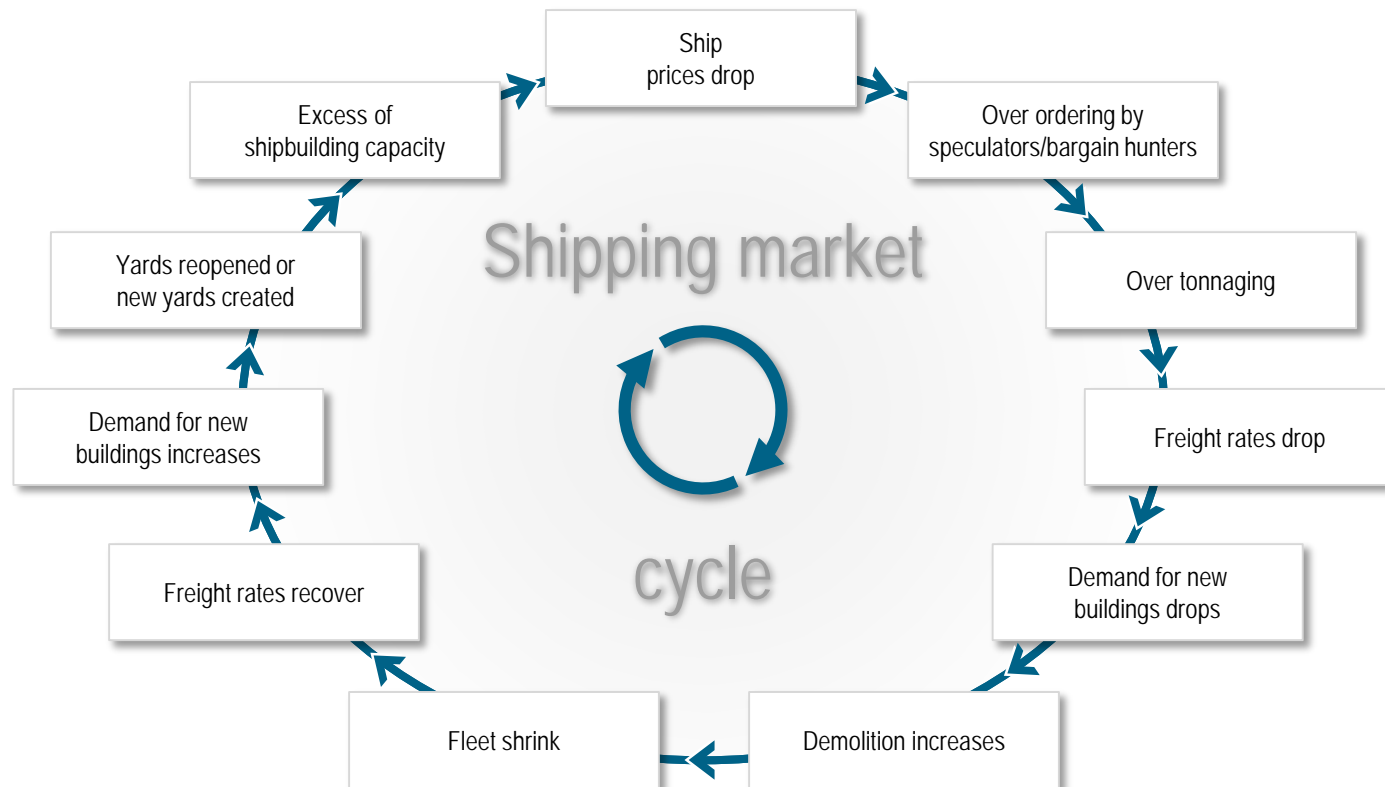 Ship
prices drop
Over ordering by
speculators/bargain hunters
Over tonnaging
Freight rates drop
Demand for new
buildings drops
Demolition increases
Fleet shrink
Freight rates recover
Demand for new
buildings increases
Yards reopened or
new yards created
Excess of
shipbuilding capacity
Shipping market
cycle